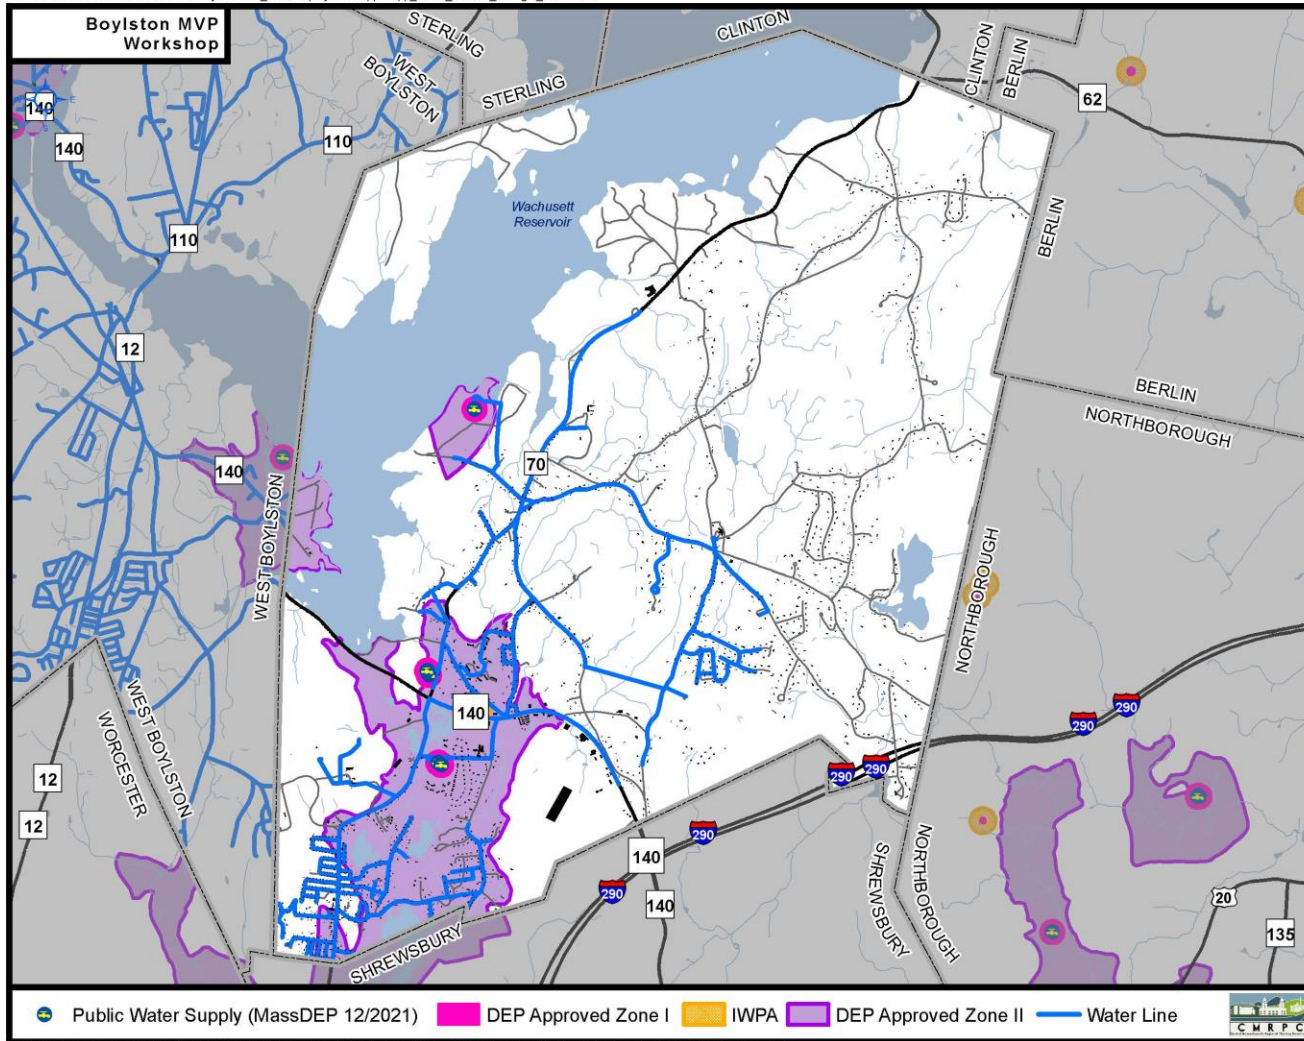 Boylston MVP
Workshop
STERLING
CLINTON
WEST
BOYLSTON
STERLING
CLINTON
BERLIN
140
62
140
110
Wachusett
Reservoir
110
BERLIN
12
BERLIN
NORTHBOROUGH
70
140
WEST BOYLSTON
NORTHBOROUGH
140
290
290
WEST BOYLSTON
WORCESTER
290
290
12
12
290
140
SHREWSBURY
NORTHBOROUGH
290
140
20
135
SHREWSBURY
Public Water Supply (MassDEP 12/2021) DEP Approved Zone I IWPA DEP Approved Zone II Water Line
CMRPC